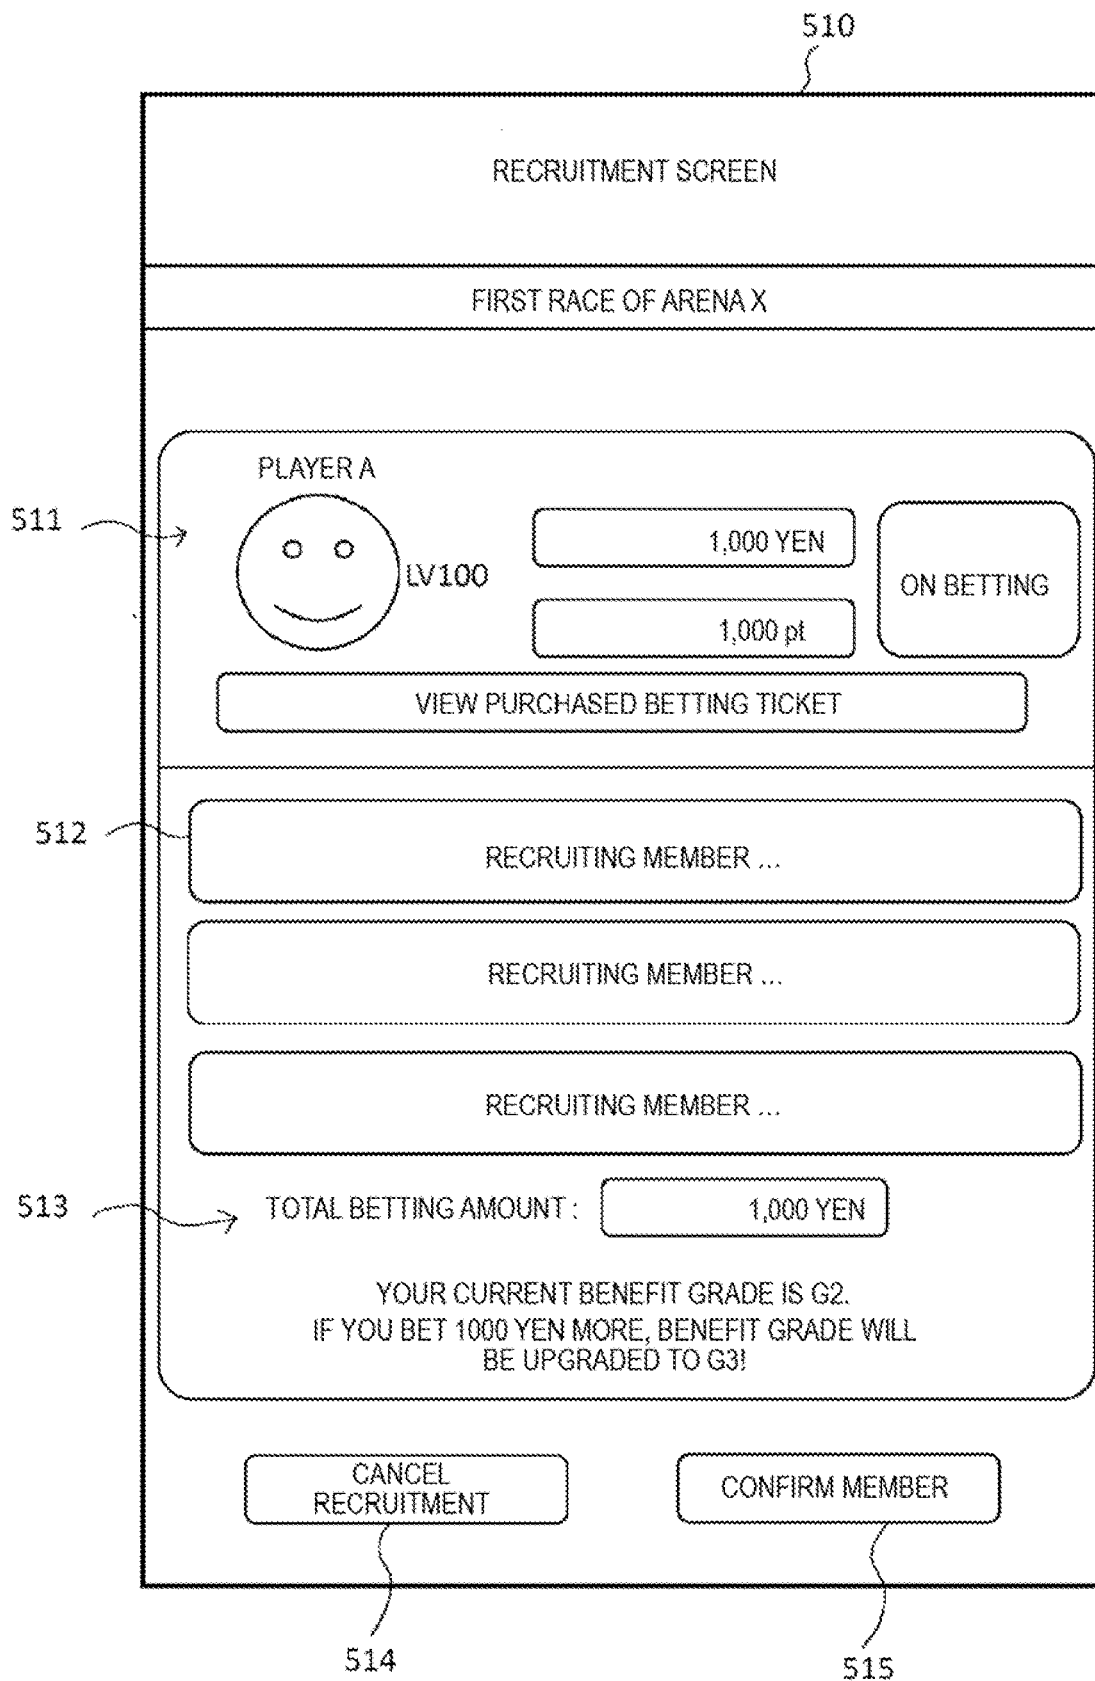 510
RECRUITMENT SCREEN
FIRST RACE OF ARENA X
PLAYER A
511
1,000 YEN
LV100
ON BETTING
1,000 pt
VIEW PURCHASED BETTING TICKET
512
RECRUITING MEMBER ...
RECRUITING MEMBER ...
RECRUITING MEMBER ...
513
TOTAL BETTING AMOUNT : 1,000 YEN
YOUR CURRENT BENEFIT GRADE IS G2.
IF YOU BET 1000 YEN MORE, BENEFIT GRADE WILL
BE UPGRADED TO G3!
CANCEL
RECRUITMENT
CONFIRM MEMBER
514
515